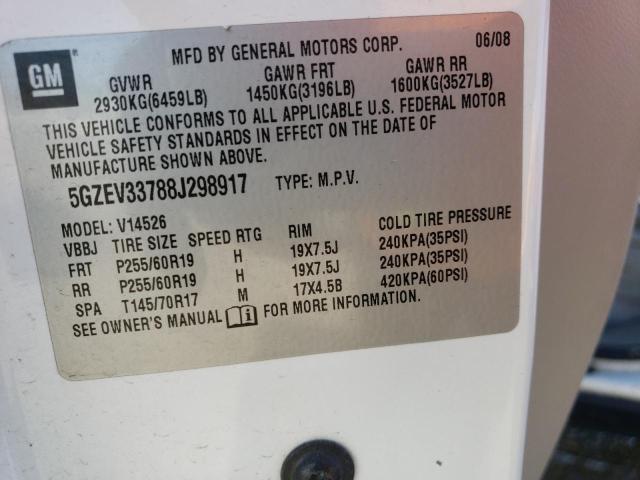 GM
MFD BY GENERAL MOTORS CORP. 06/08
GVWR GAWR FRT GAWR RR
2930KG(6459LB) 1450KG(3196LB) 1600KG(3527LB)
THIS VEHICLE CONFORMS TO ALL APPLICABLE U.S. FEDERAL MOTOR
VEHICLE SAFETY STANDARDS IN EFFECT ON THE DATE OF
MANUFACTURE SHOWN ABOVE.
5GZEV33788J298917 TYPE: M.P.V.
MODEL: V14526
VBBJ TIRE SIZE SPEED RTG RIM COLD TIRE PRESSURE
FRT P255/60R19 H 19X7.5J 240KPA(35PSI)
RR P255/60R19 H 19X7.5J 240KPA(35PSI)
SPA T145/70R17 M 17X4.5B 420KPA(60PSI)
SEE OWNER'S MANUAL i FOR MORE INFORMATION.